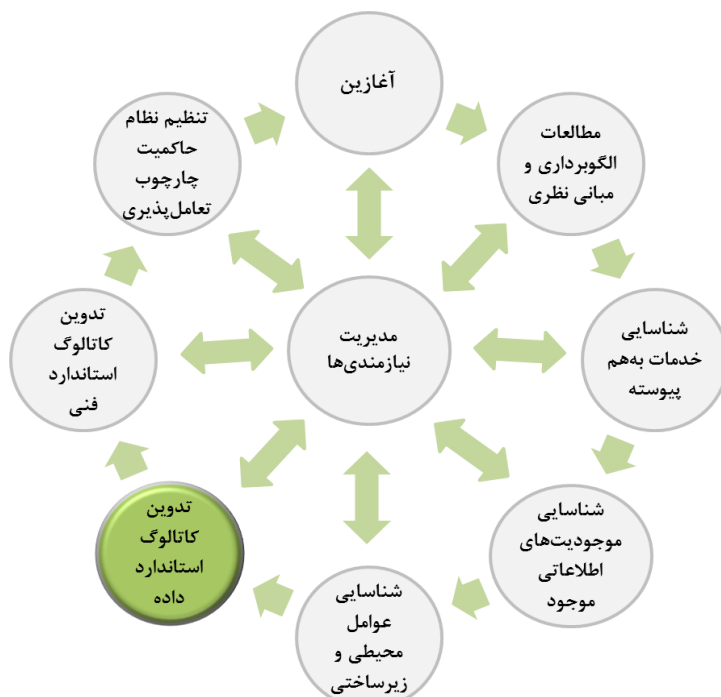 آغازین
مطالعات
الگوبرداری و
مبانی نظری
شناسایی
خدمات به‌هم
پیوسته
شناسایی
موجودیت‌های
اطلاعاتی
موجود
شناسایی
عوامل
محیطی و
زیرساختی
تدوین
کاتالوگ
استاندارد
داده
تدوین
کاتالوگ
استاندارد
فنی
تنظیم نظام
حاکمیت
چارچوب
تعامل‌پذیری
مدیریت
نیازمندی‌ها